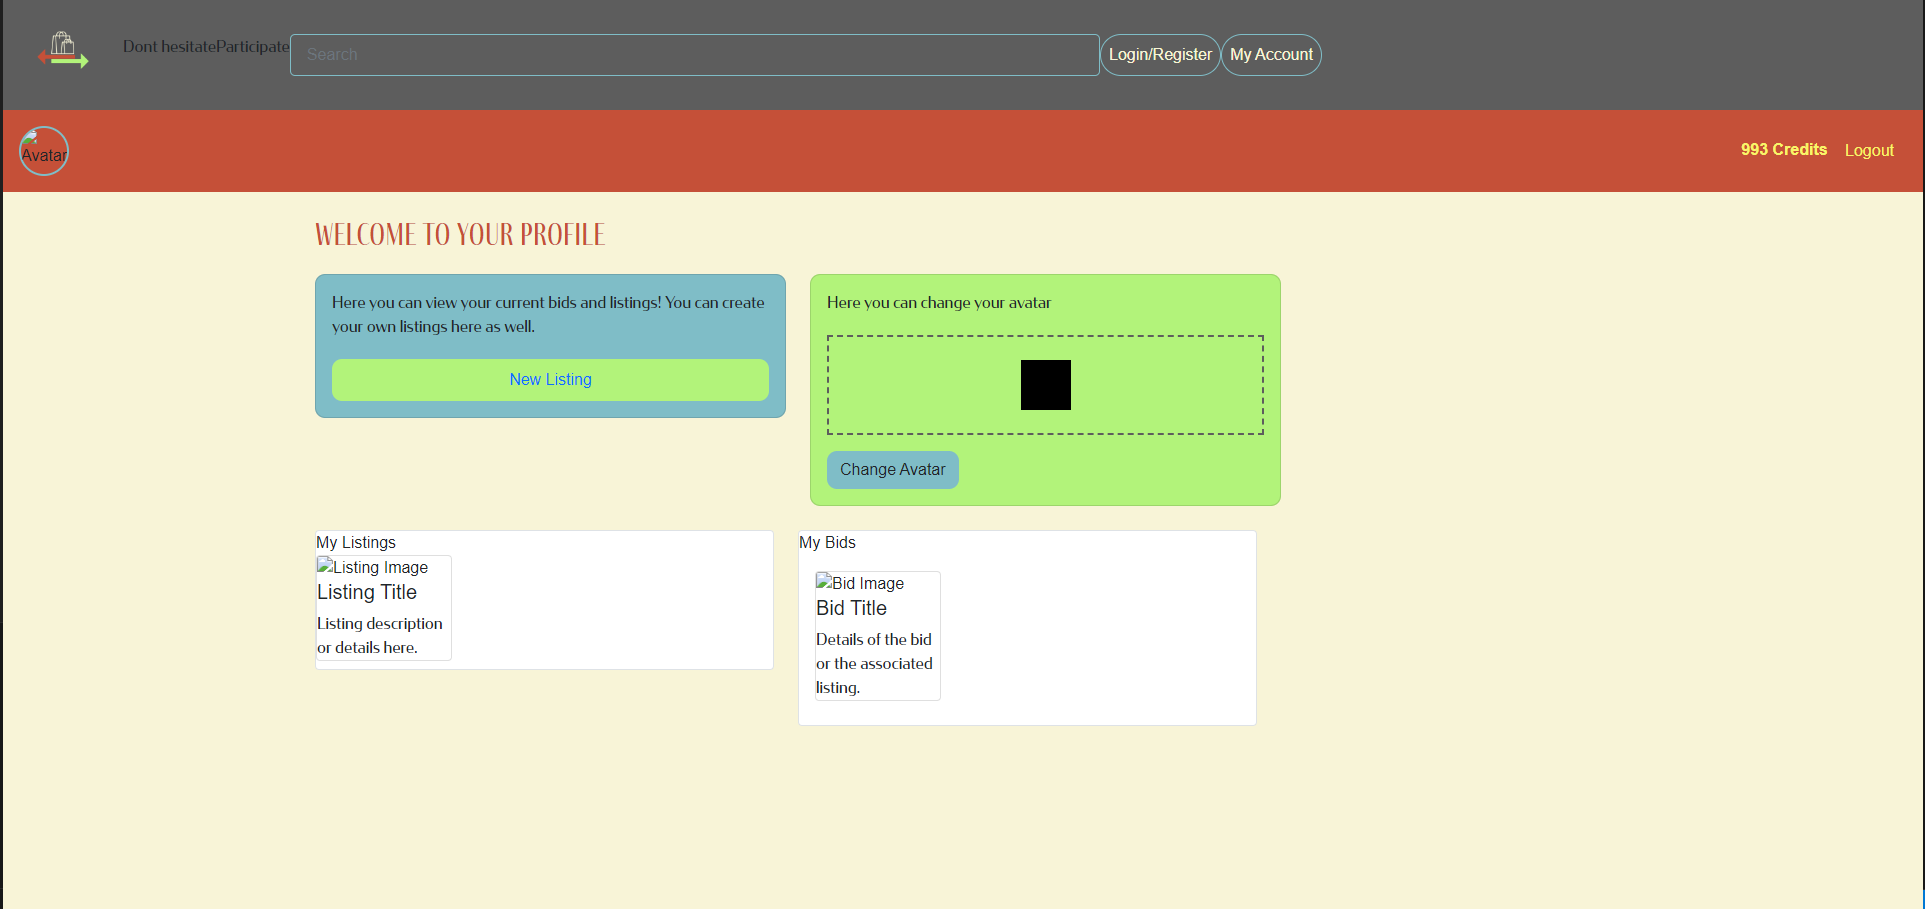 Dont hesitateParticipate
Search
Login/Register
My Account
Avatar
993 Credits
Logout
WELCOME TO YOUR PROFILE
Here you can view your current bids and listings! You can create
your own listings here as well.
New Listing
Here you can change your avatar
Change Avatar
My Listings
Listing Image
Listing Title
Listing description
or details here.
My Bids
Bid Image
Bid Title
Details of the bid
or the associated
listing.